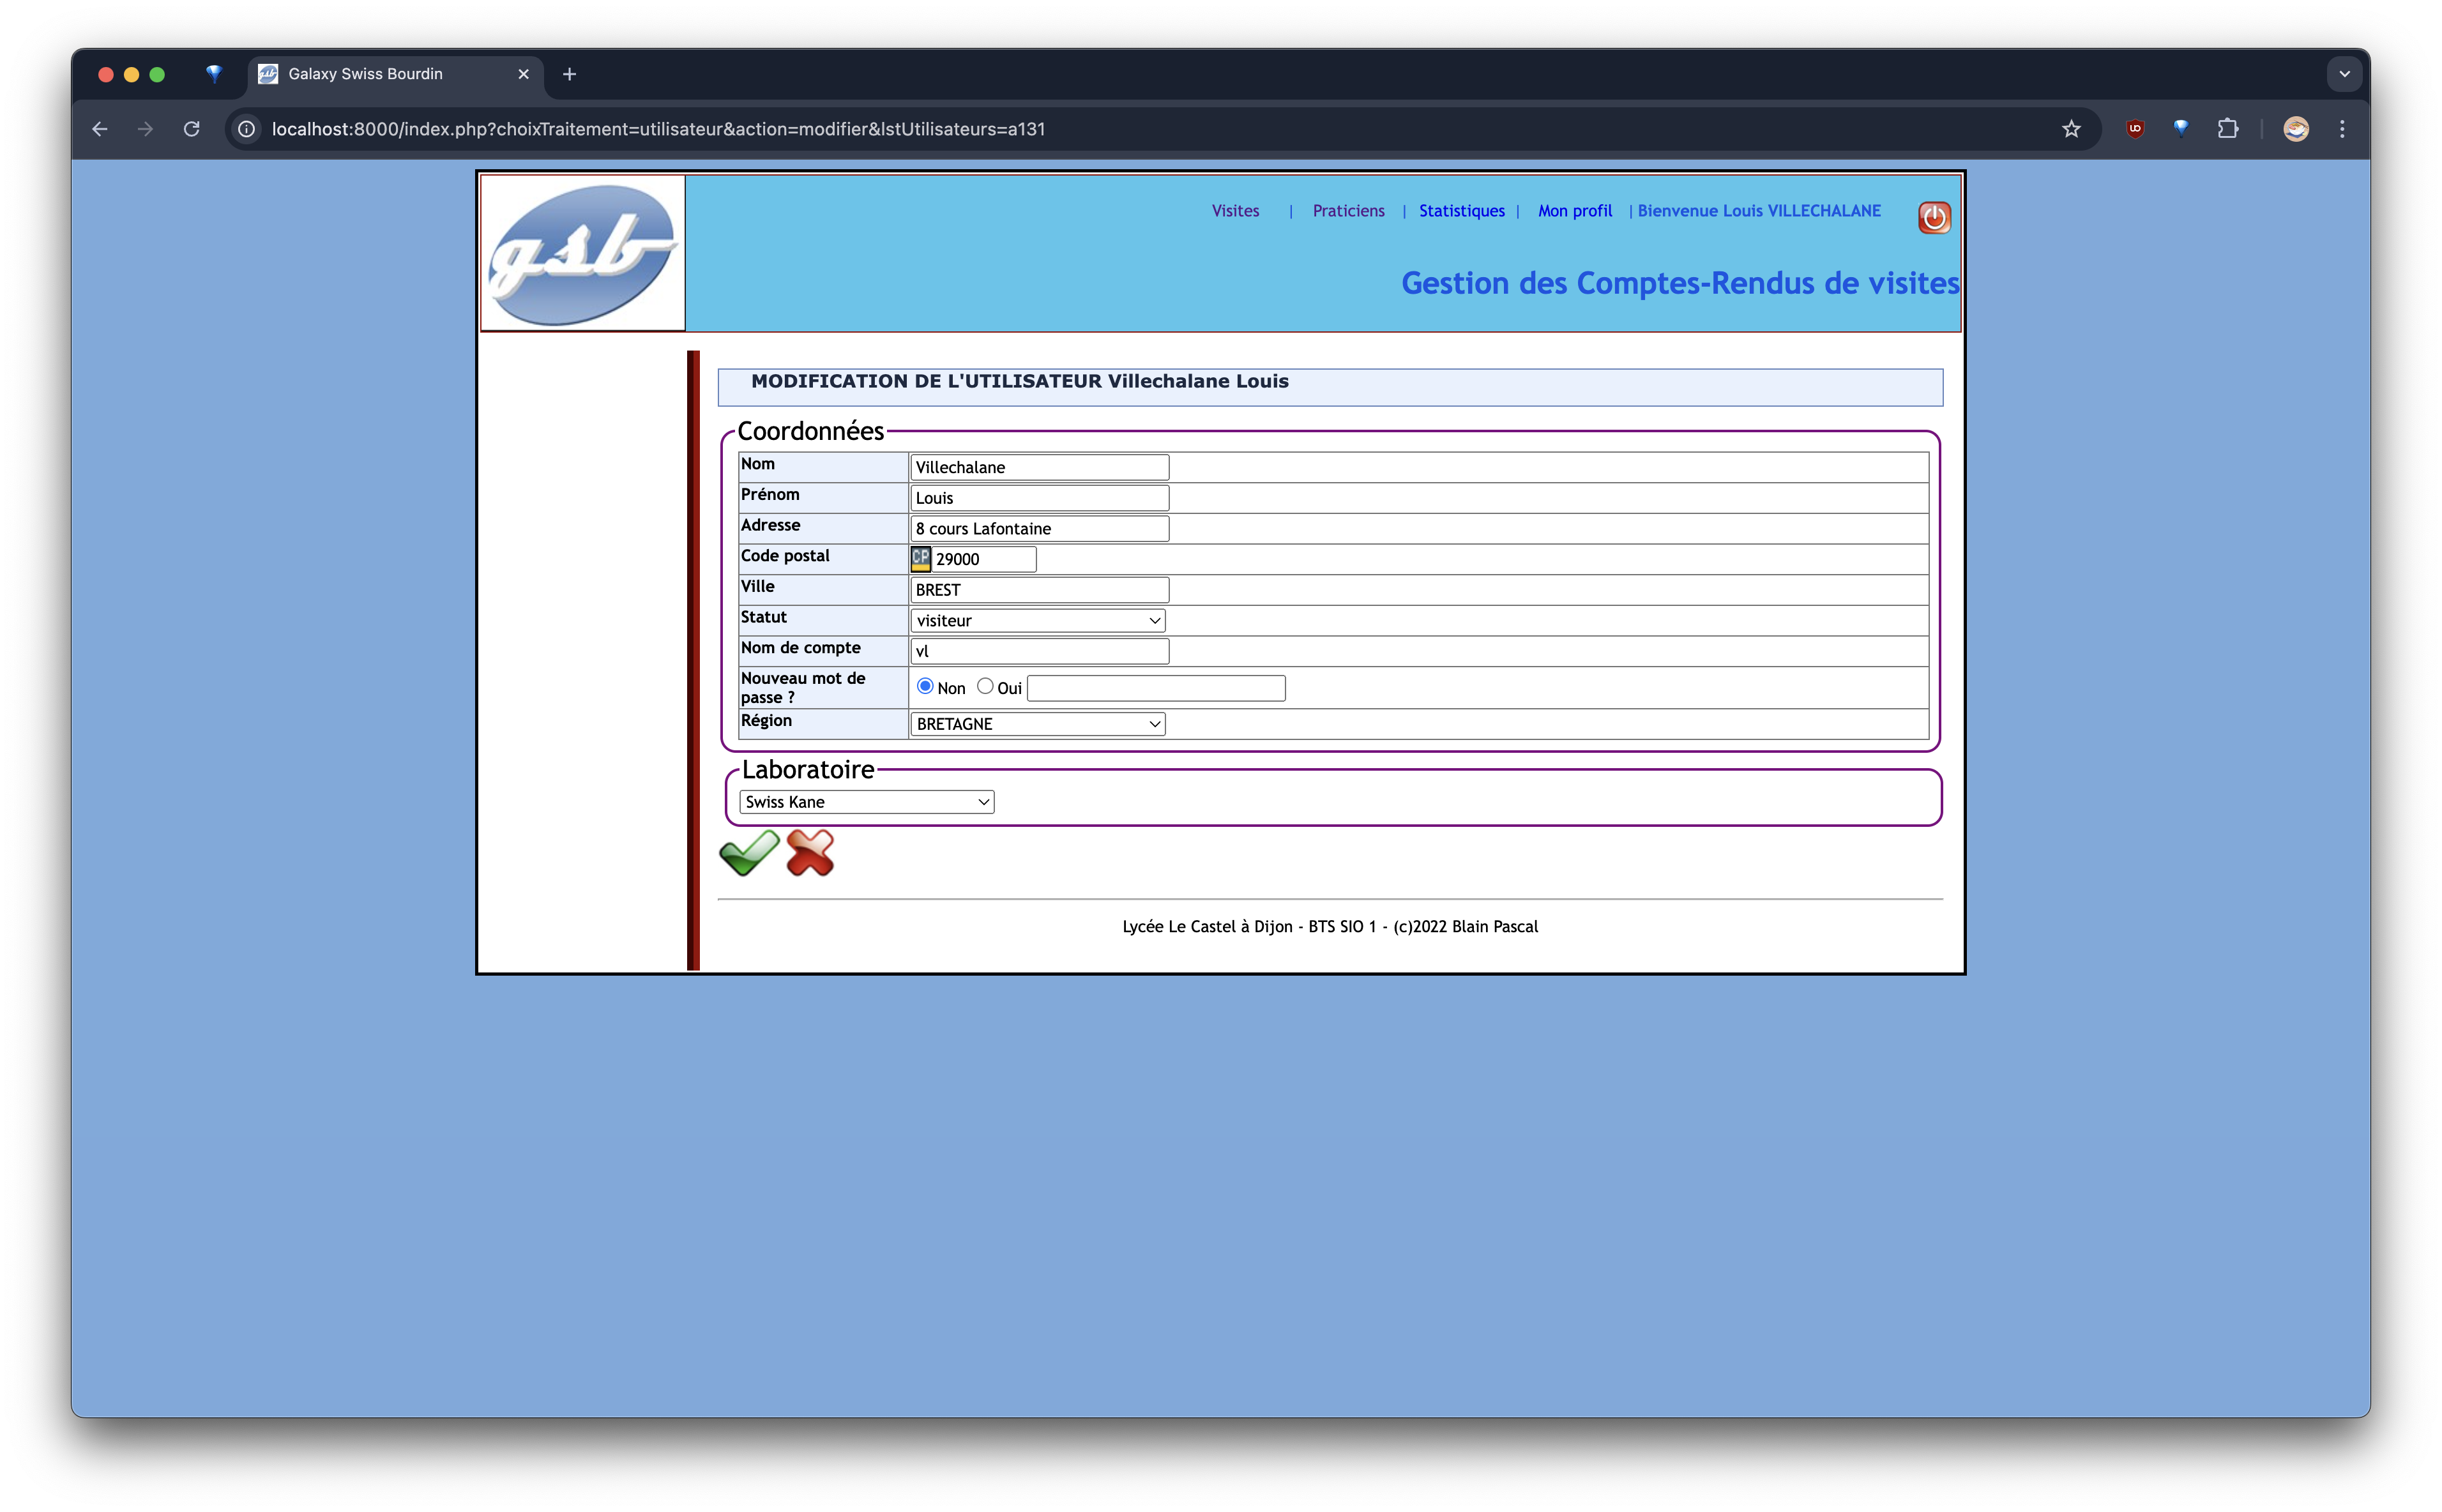 Galaxy Swiss Bourdin
localhost:8000/index.php?choixTraitement=utilisateur&action=modifier&lstUtilisateurs=a131
gsb
Visites | Praticiens | Statistiques | Mon profil | Bienvenue Louis VILLECHALANE
Gestion des Comptes-Rendus de visites
MODIFICATION DE L'UTILISATEUR Villechalane Louis
Coordonnées
Nom Villechalane
Prénom Louis
Adresse 8 cours Lafontaine
Code postal CP 29000
Ville BREST
Statut visiteur
Nom de compte vl
Nouveau mot de
passe ? Non Oui
Région BRETAGNE
Laboratoire
Swiss Kane
Lycée Le Castel à Dijon - BTS SIO 1 - (c)2022 Blain Pascal